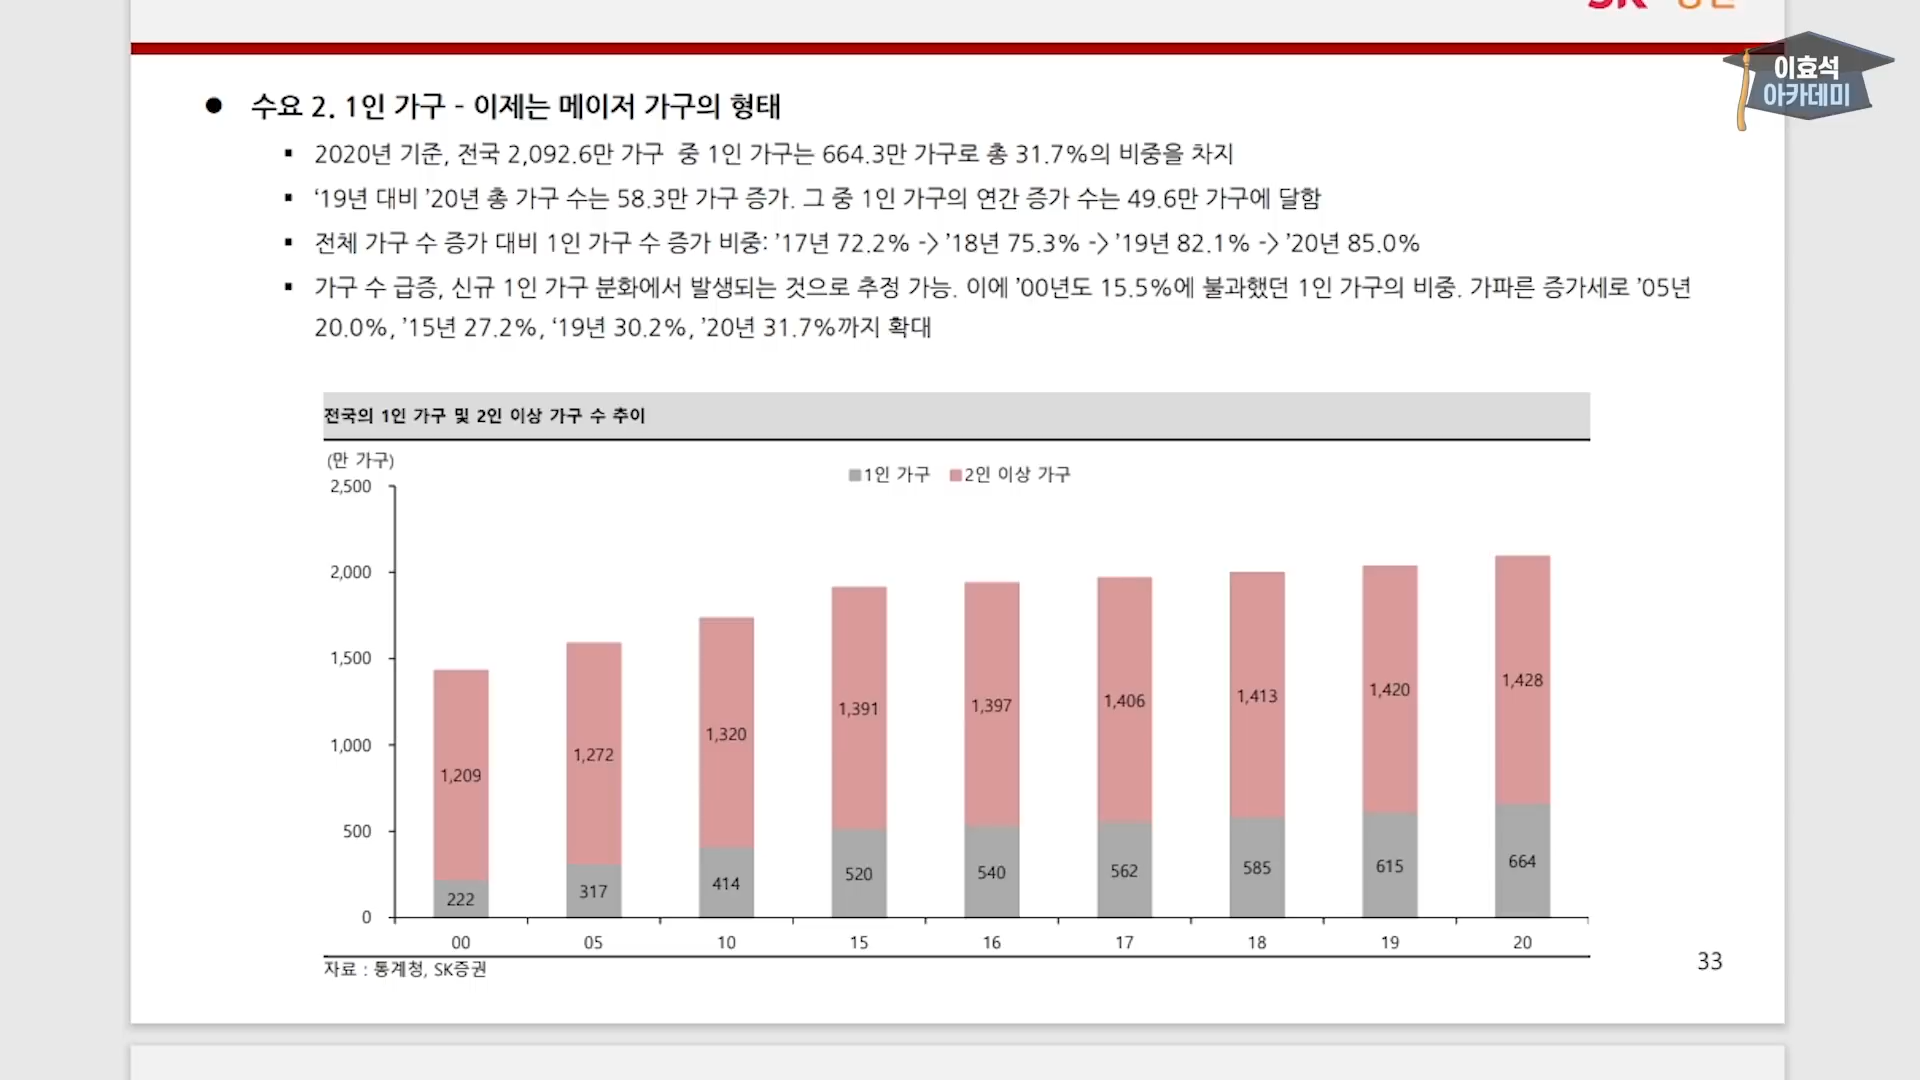 이효석
아카데미
● 수요 2. 1인 가구 - 이제는 메이저 가구의 형태
▪ 2020년 기준, 전국 2,092.6만 가구 중 1인 가구는 664.3만 가구로 총 31.7%의 비중을 차지
▪ ‘19년 대비 ’20년 총 가구 수는 58.3만 가구 증가. 그 중 1인 가구의 연간 증가 수는 49.6만 가구에 달함
▪ 전체 가구 수 증가 대비 1인 가구 수 증가 비중: ’17년 72.2% -> ’18년 75.3% -> ’19년 82.1% -> ’20년 85.0%
▪ 가구 수 급증, 신규 1인 가구 분화에서 발생되는 것으로 추정 가능. 이에 ’00년도 15.5%에 불과했던 1인 가구의 비중. 가파른 증가세로 ’05년
20.0%, ’15년 27.2%, ‘19년 30.2%, ’20년 31.7%까지 확대
전국의 1인 가구 및 2인 이상 가구 수 추이
(만 가구)
1인 가구 2인 이상 가구
2,500
2,000
1,500
1,000
500
0
1,209 1,272 1,320 1,391 1,397 1,406 1,413 1,420 1,428
222 317 414 520 540 562 585 615 664
00 05 10 15 16 17 18 19 20
자료 : 통계청, SK증권
33